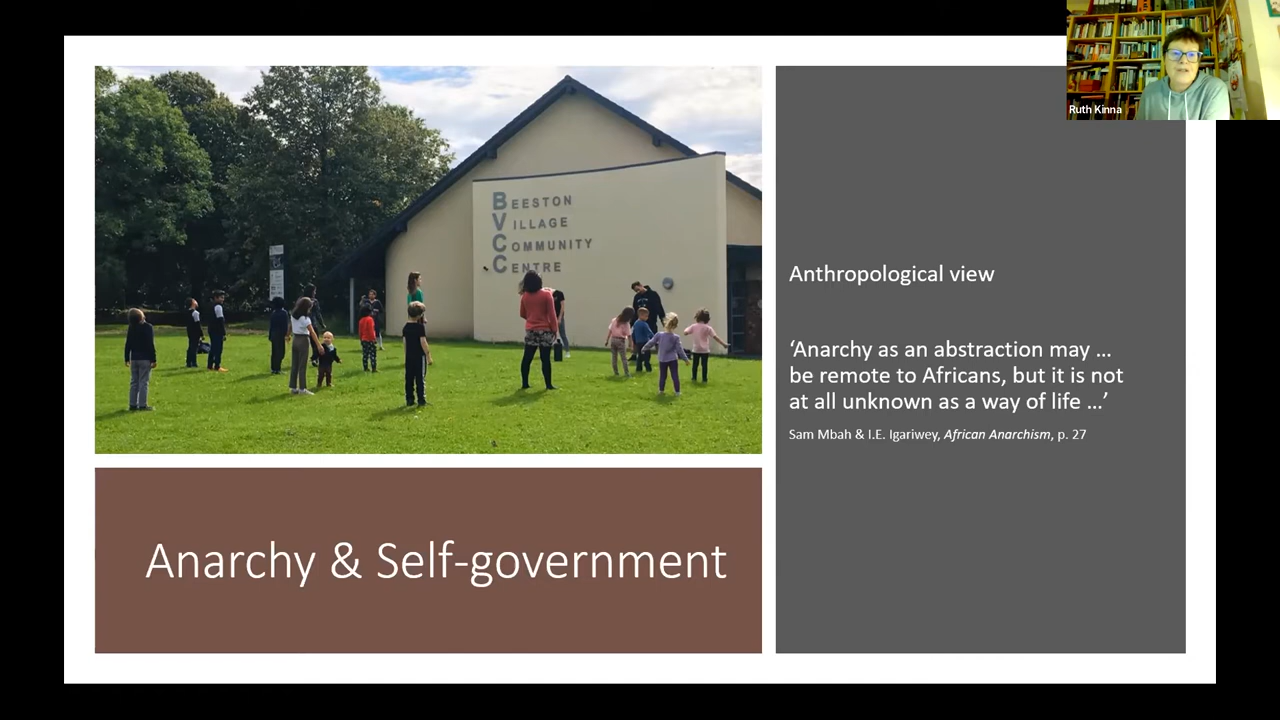 Ruth Kinna
BEESTON
VILLAGE
COMMUNITY
CENTRE
Anthropological view
‘Anarchy as an abstraction may …
be remote to Africans, but it is not
at all unknown as a way of life …’
Sam Mbah & I.E. Igariwey, African Anarchism, p. 27
Anarchy & Self-government